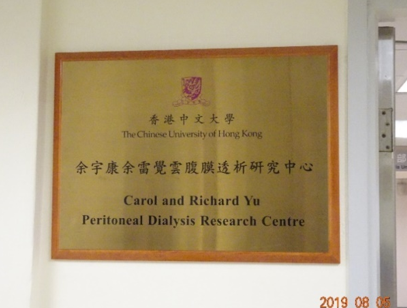 香港中文大學
The Chinese University of Hong Kong
余宇康余雷覺雲腹膜透析研究中心
Carol and Richard Yu
Peritoneal Dialysis Research Centre
2019 08 05